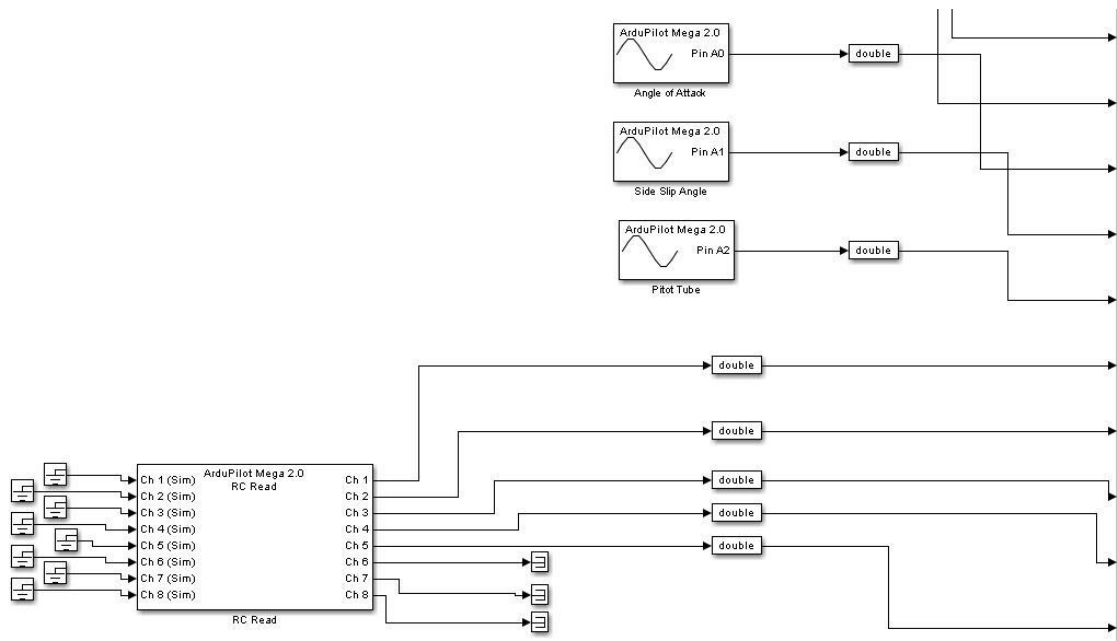 ArduPilot Mega 2.0
Pin A0
double
Angle of Attack
ArduPilot Mega 2.0
Pin A1
double
Side Slip Angle
ArduPilot Mega 2.0
Pin A2
double
Pitot Tube
double
double
double
double
double
ArduPilot Mega 2.0
RC Read
Ch 1 (Sim)
Ch 2 (Sim)
Ch 3 (Sim)
Ch 4 (Sim)
Ch 5 (Sim)
Ch 6 (Sim)
Ch 7 (Sim)
Ch 8 (Sim)
Ch 1
Ch 2
Ch 3
Ch 4
Ch 5
Ch 6
Ch 7
Ch 8
RC Read